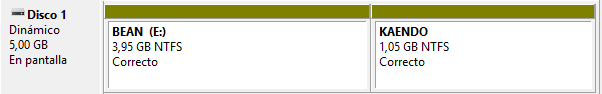 Disco 1
Dinámico
5,00 GB
En pantalla
BEAN (E:)
3,95 GB NTFS
Correcto
KAENDO
1,05 GB NTFS
Correcto